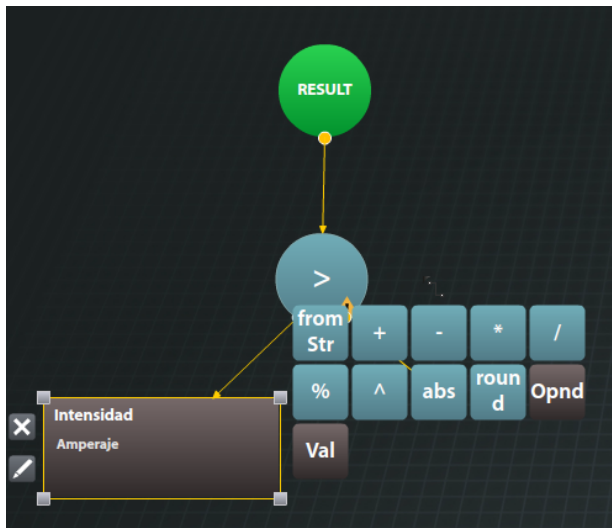 RESULT
>
from
Str
+
-
*
/
%
^
abs
roun
d
Opnd
Val
Intensidad
Amperaje